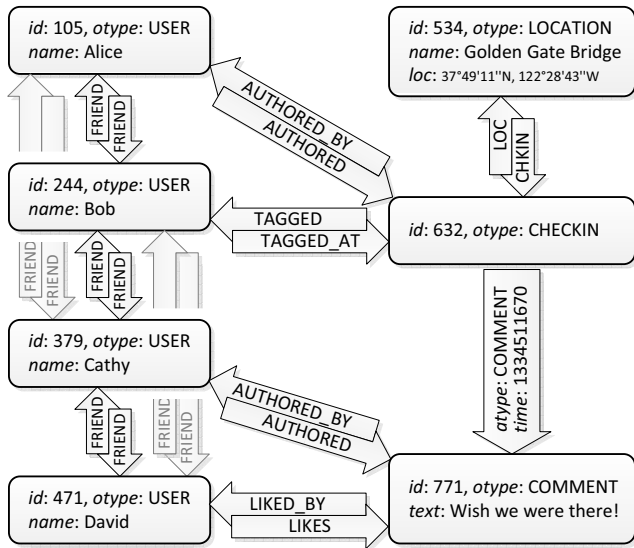 id: 105, otype: USER
name: Alice
id: 534, otype: LOCATION
name: Golden Gate Bridge
loc: 37°49'11''N, 122°28'43''W
FRIEND
FRIEND
AUTHORED_BY
AUTHORED
LOC
CHKIN
id: 244, otype: USER
name: Bob
TAGGED
TAGGED_AT
id: 632, otype: CHECKIN
FRIEND
FRIEND
FRIEND
FRIEND
atype: COMMENT
time: 1334511670
id: 379, otype: USER
name: Cathy
AUTHORED_BY
AUTHORED
FRIEND
FRIEND
FRIEND
FRIEND
id: 471, otype: USER
name: David
LIKED_BY
LIKES
id: 771, otype: COMMENT
text: Wish we were there!